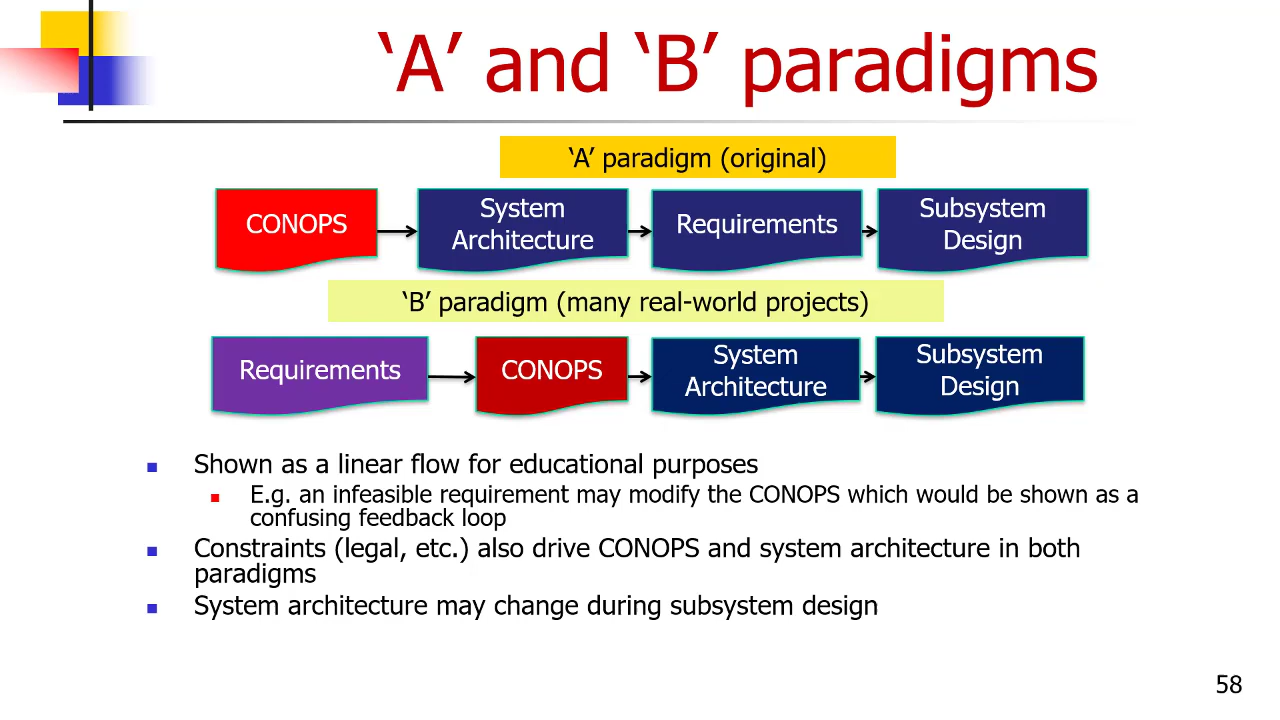 ‘A’ and ‘B’ paradigms
‘A’ paradigm (original)
CONOPS
System
Architecture
Requirements
Subsystem
Design
‘B’ paradigm (many real-world projects)
Requirements
CONOPS
System
Architecture
Subsystem
Design
Shown as a linear flow for educational purposes
E.g. an infeasible requirement may modify the CONOPS which would be shown as a
confusing feedback loop
Constraints (legal, etc.) also drive CONOPS and system architecture in both
paradigms
System architecture may change during subsystem design
58